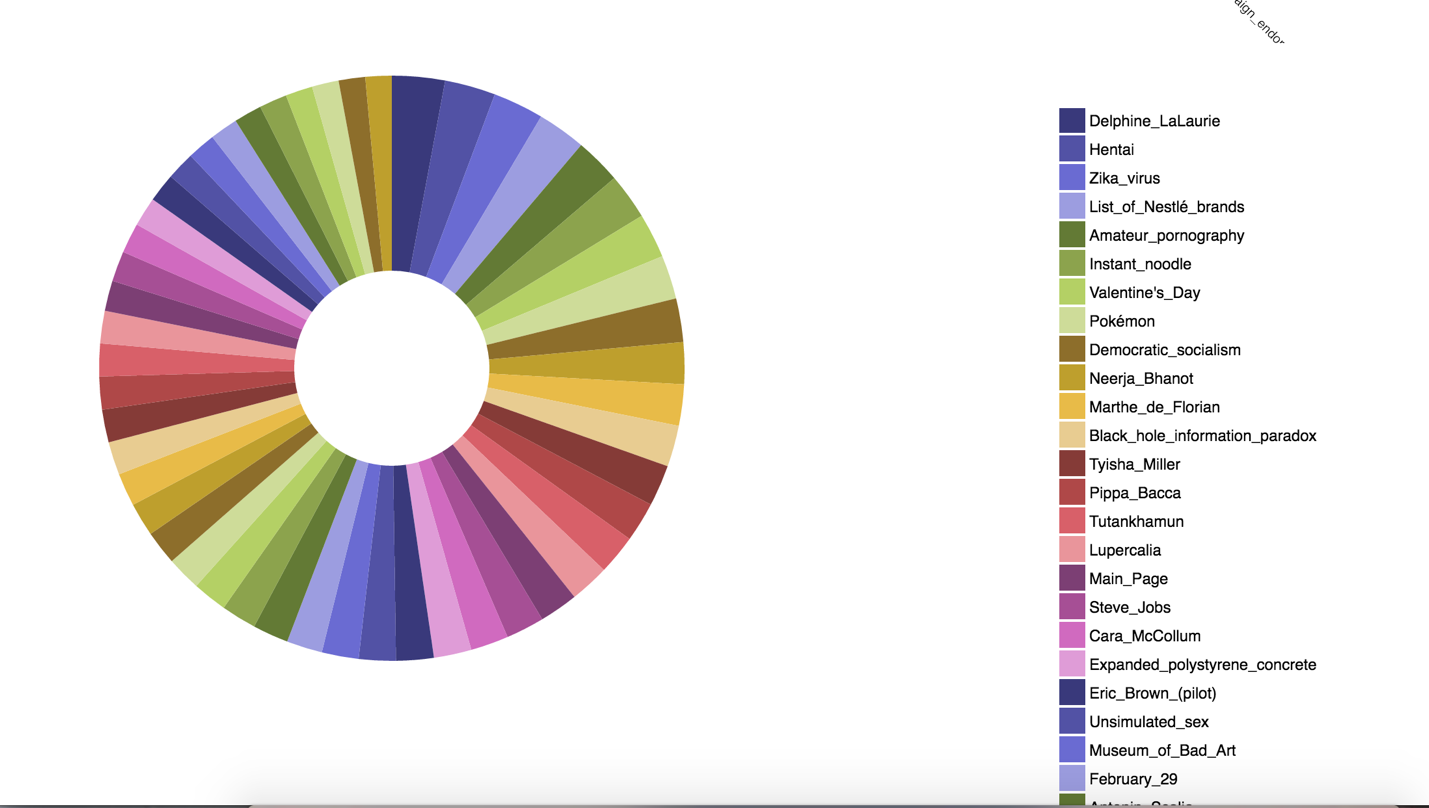 aign_endor
Delphine_LaLaurie
Hentai
Zika_virus
List_of_Nestlé_brands
Amateur_pornography
Instant_noodle
Valentine's_Day
Pokémon
Democratic_socialism
Neerja_Bhanot
Marthe_de_Florian
Black_hole_information_paradox
Tyisha_Miller
Pippa_Bacca
Tutankhamun
Lupercalia
Main_Page
Steve_Jobs
Cara_McCollum
Expanded_polystyrene_concrete
Eric_Brown_(pilot)
Unsimulated_sex
Museum_of_Bad_Art
February_29